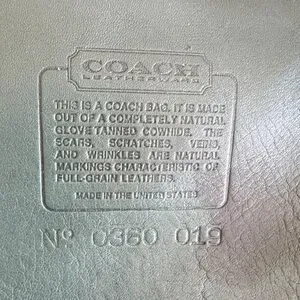 COACH
LEATHERWARE
THIS IS A COACH BAG. IT IS MADE
OUT OF A COMPLETELY NATURAL
GLOVE TANNED COWHIDE. THE
SCARS, SCRATCHES, VEINS,
AND WRINKLES ARE NATURAL
MARKINGS CHARACTERISTIC OF
FULL-GRAIN LEATHERS.
MADE IN THE UNITED STATES
Nº 0360 019